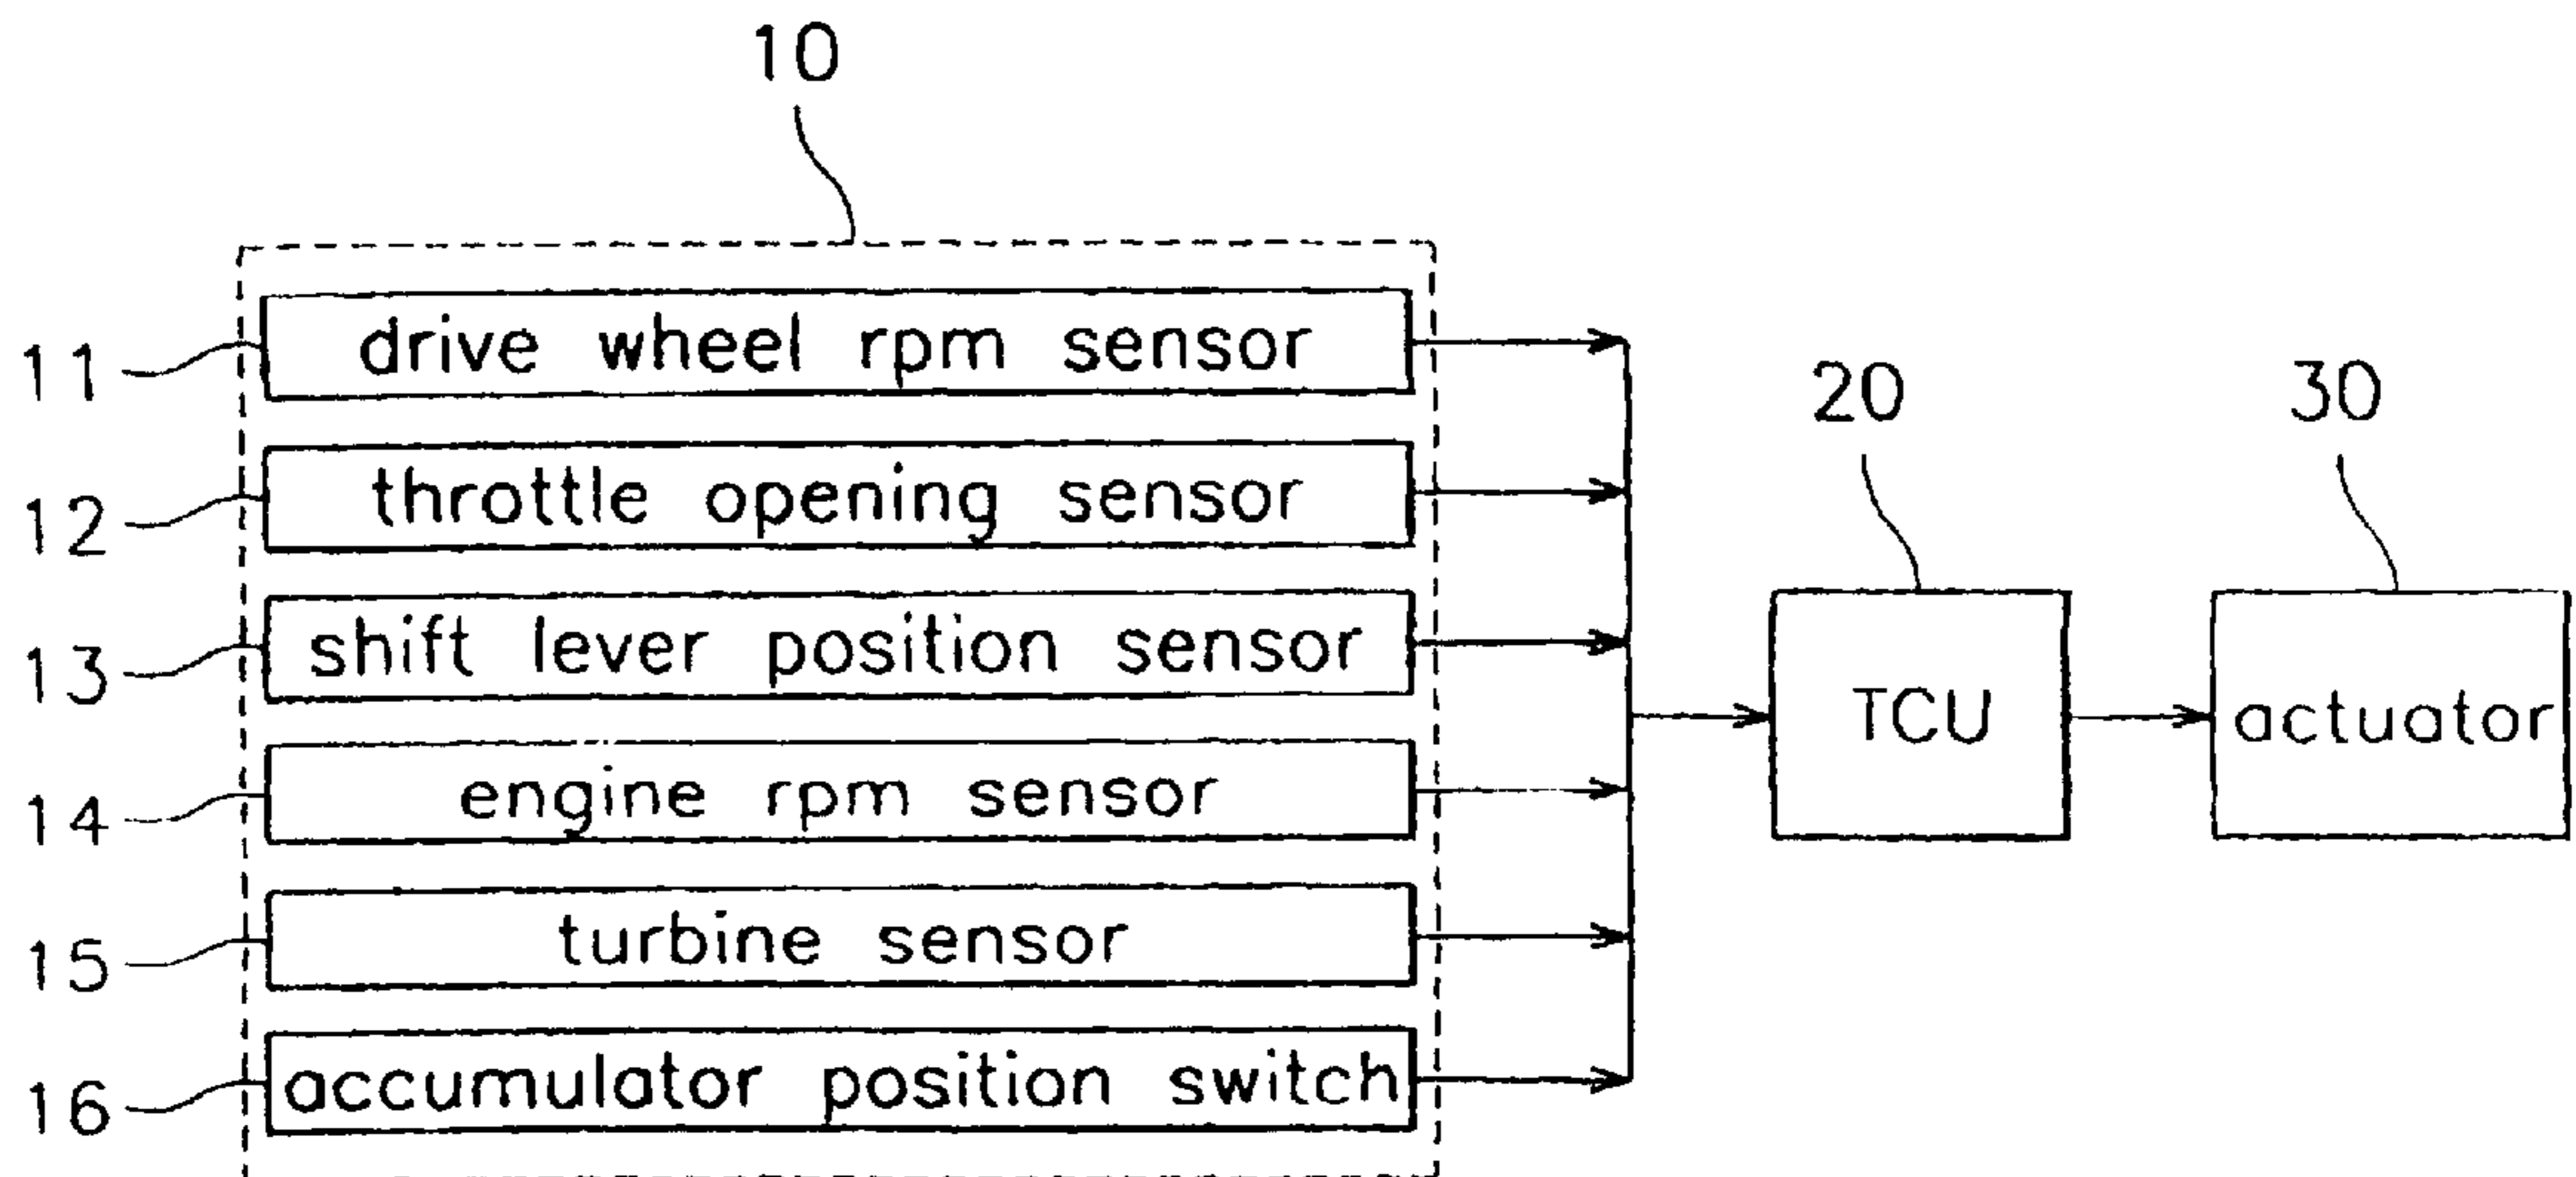 10
11 drive wheel rpm sensor
12 throttle opening sensor
13 shift lever position sensor
14 engine rpm sensor
15 turbine sensor
16 accumulator position switch
20
TCU
30
actuator